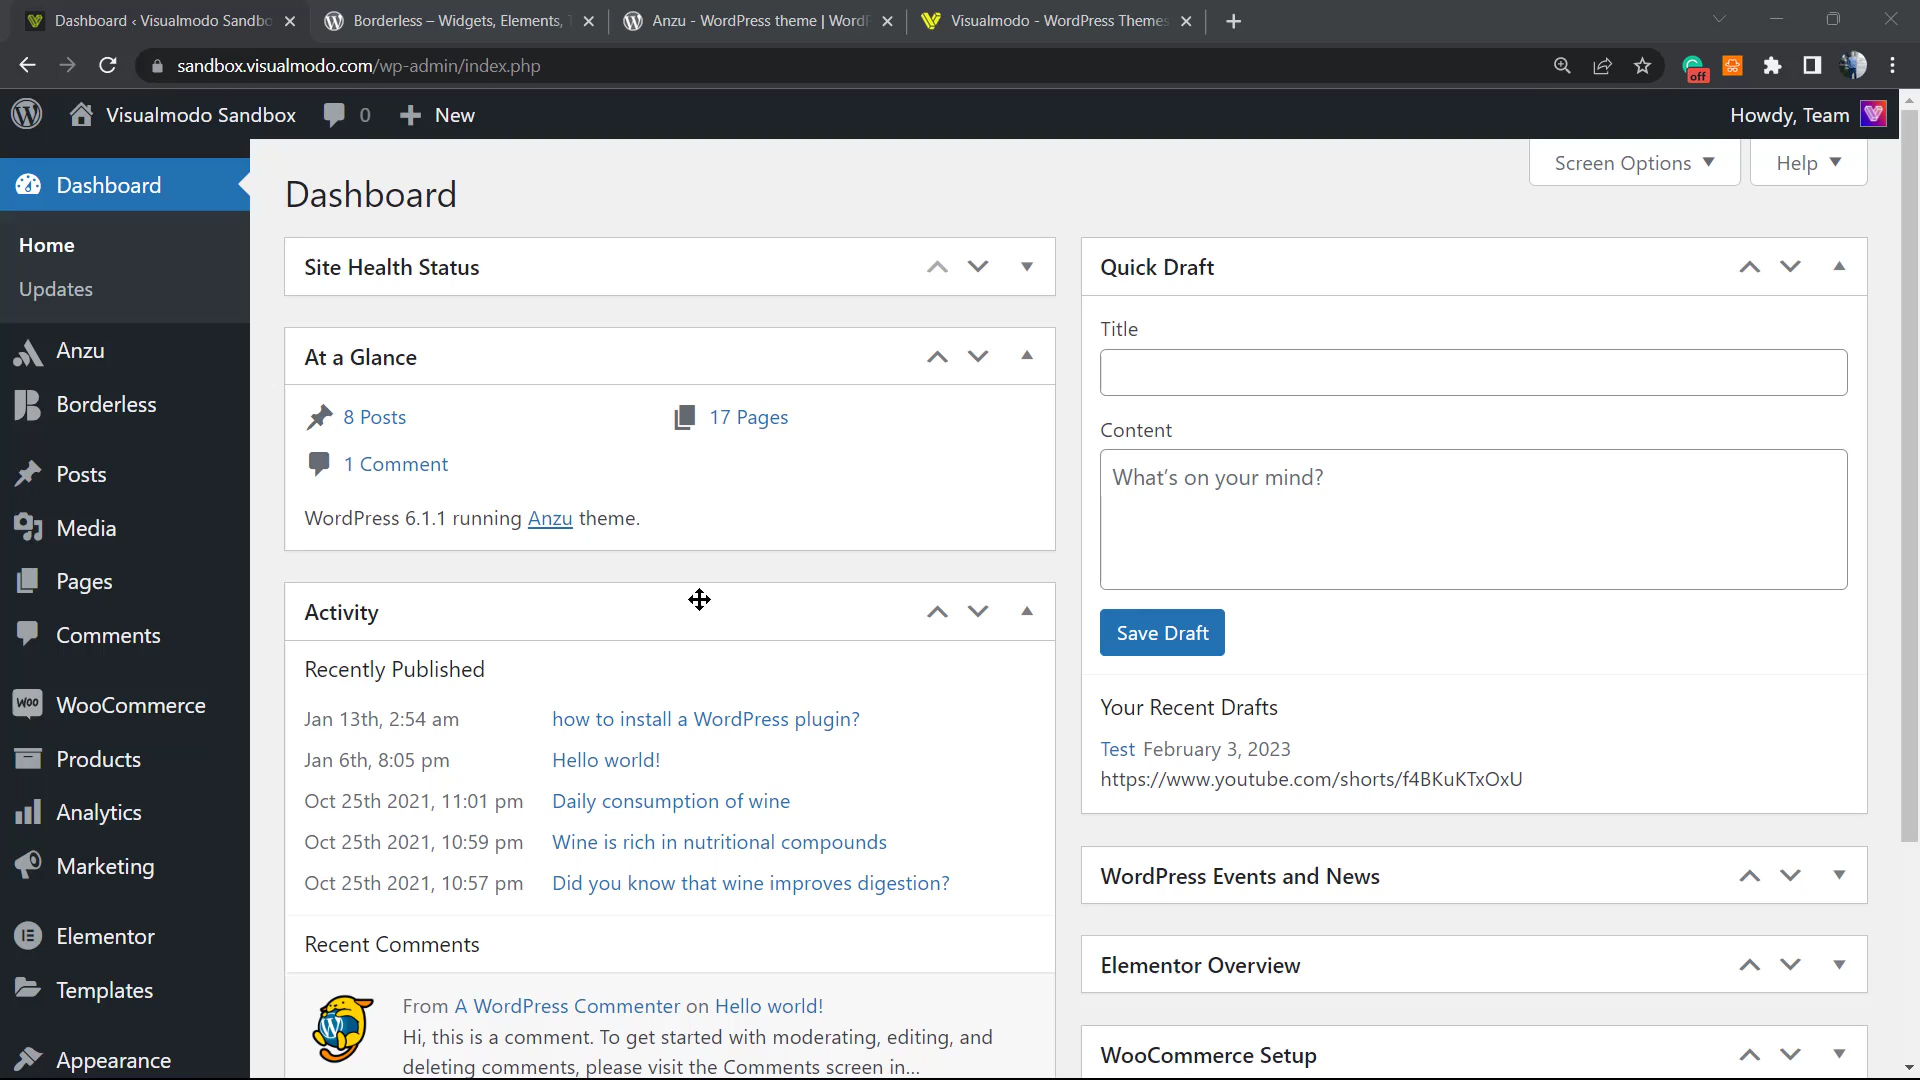 Dashboard ‹ Visualmodo Sandbo
Borderless – Widgets, Elements,
Anzu - WordPress theme | Word
Visualmodo - WordPress Themes
sandbox.visualmodo.com/wp-admin/index.php
off
Visualmodo Sandbox
0
New
Howdy, Team
Dashboard
Home
Updates
Anzu
Borderless
Posts
Media
Pages
Comments
WooCommerce
Products
Analytics
Marketing
Elementor
Templates
Appearance
Screen Options
Help
Dashboard
Site Health Status
At a Glance
8 Posts
17 Pages
1 Comment
WordPress 6.1.1 running Anzu theme.
Activity
Recently Published
Jan 13th, 2:54 am how to install a WordPress plugin?
Jan 6th, 8:05 pm Hello world!
Oct 25th 2021, 11:01 pm Daily consumption of wine
Oct 25th 2021, 10:59 pm Wine is rich in nutritional compounds
Oct 25th 2021, 10:57 pm Did you know that wine improves digestion?
Recent Comments
From A WordPress Commenter on Hello world!
Hi, this is a comment. To get started with moderating, editing, and
deleting comments, please visit the Comments screen in...
Quick Draft
Title
Content
What's on your mind?
Save Draft
Your Recent Drafts
Test February 3, 2023
https://www.youtube.com/shorts/f4BKuKTxOxU
WordPress Events and News
Elementor Overview
WooCommerce Setup